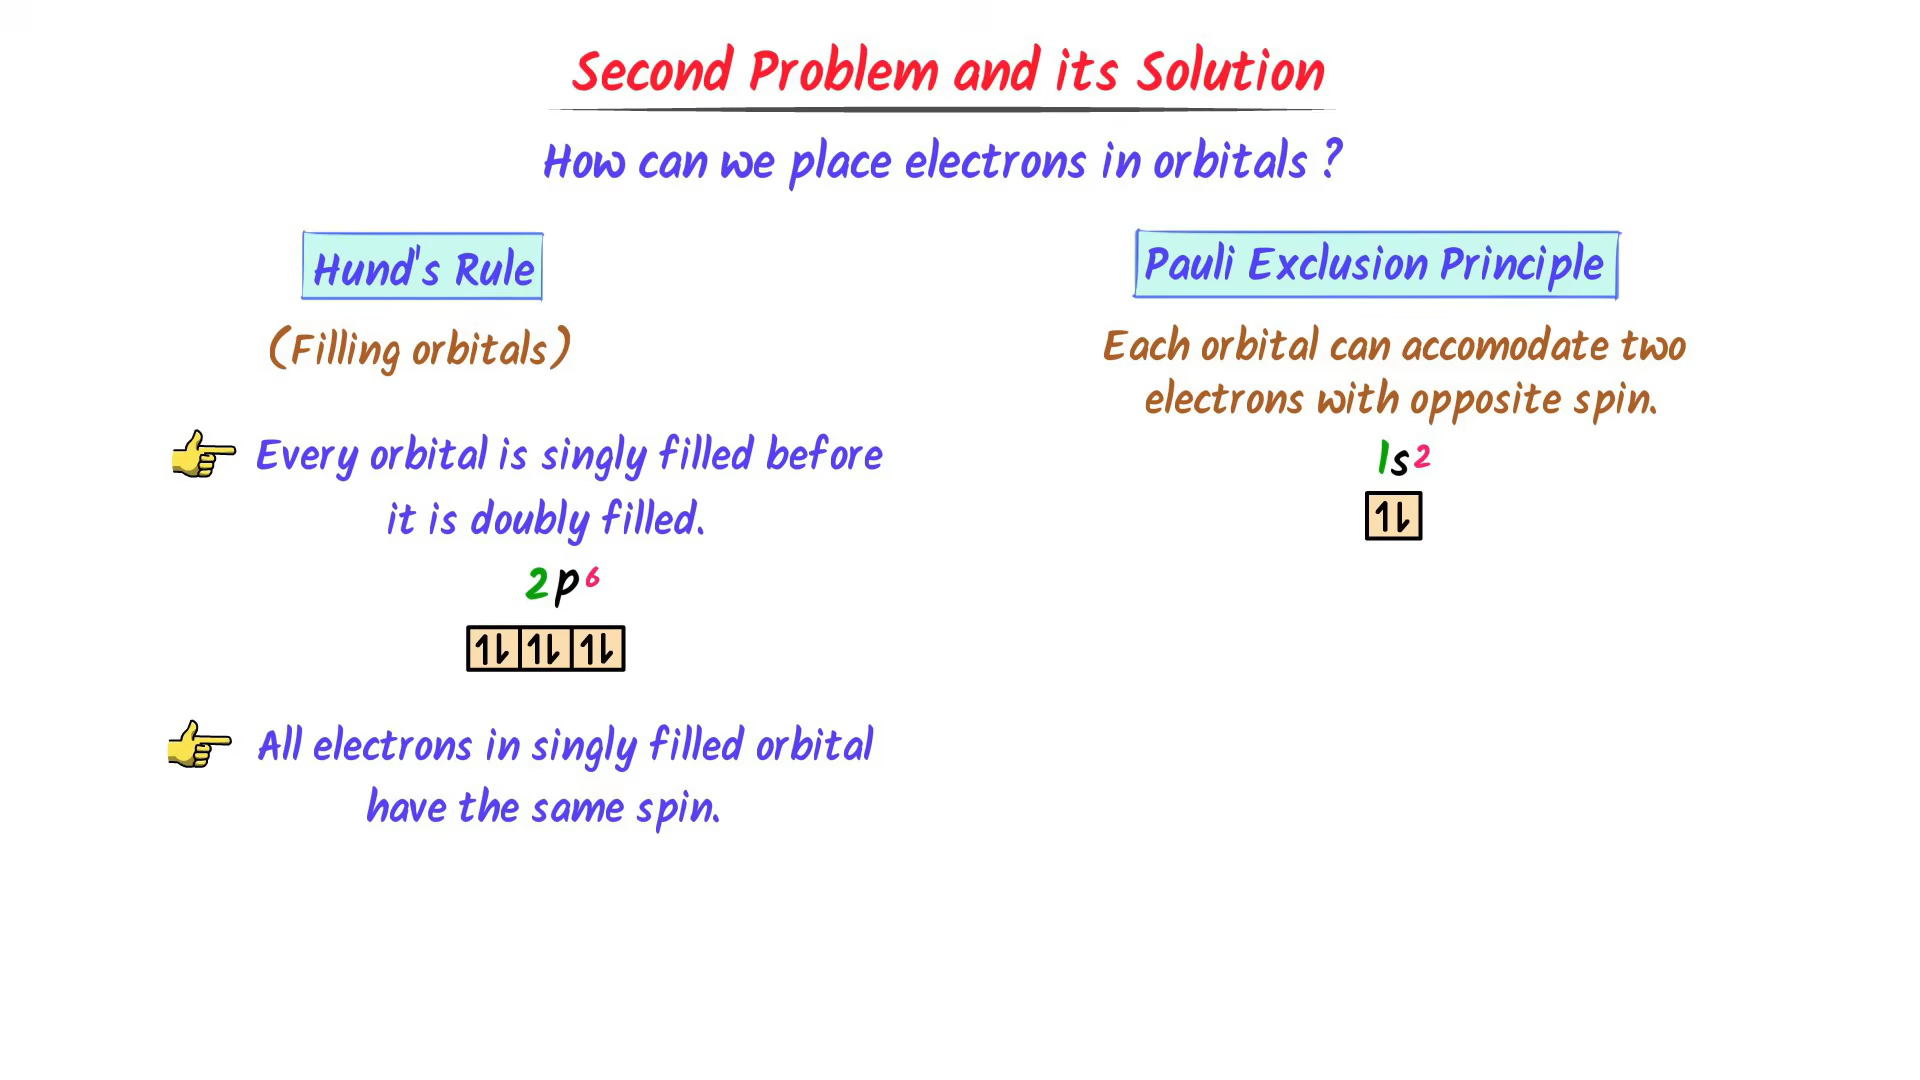 Second Problem and its Solution
How can we place electrons in orbitals ?
Hund's Rule
(Filling orbitals)
Every orbital is singly filled before
it is doubly filled.
2p⁶
⥮ ⥮ ⥮
All electrons in singly filled orbital
have the same spin.
Pauli Exclusion Principle
Each orbital can accomodate two
electrons with opposite spin.
1s²
⥮